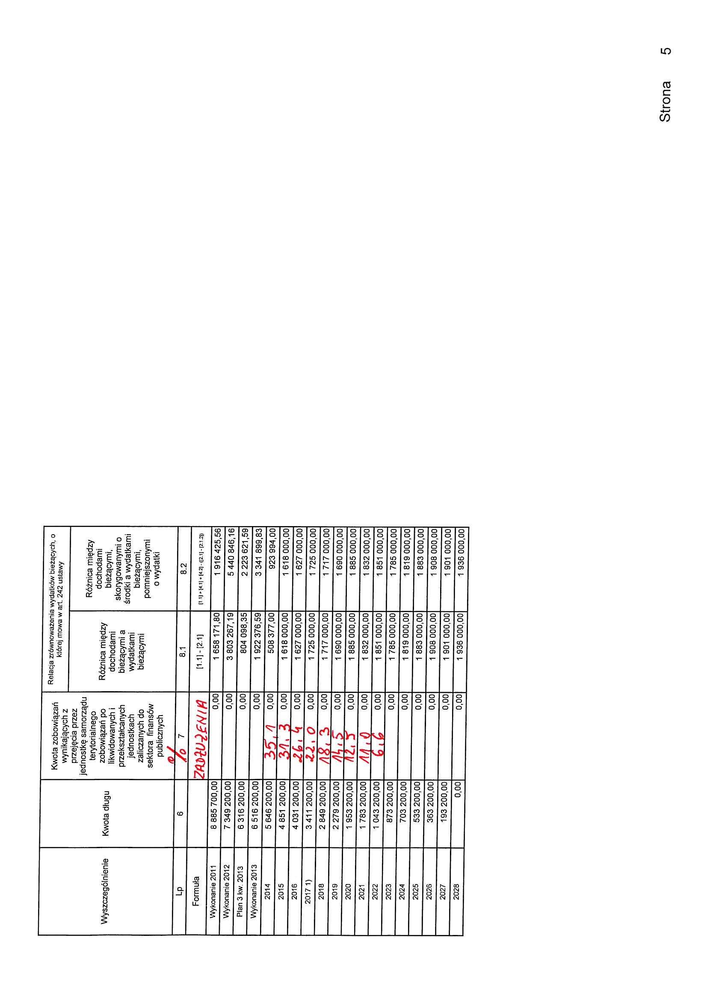 Wyszczególnienie
Kwota długu
Kwota zobowiązań
wynikających z
przejęcia przez
jednostkę samorządu
terytorialnego
zobowiązań po
likwidowanych i
przekształcanych
jednostkach
zaliczanych do
sektora finansów
publicznych
Relacja zrównoważenia wydatków bieżących, o
której mowa w art. 242 ustawy
Różnica między
dochodami
bieżącymi a
wydatkami
bieżącymi
Różnica między
dochodami
bieżącymi,
skorygowanymi o
środki a wydatkami
bieżącymi,
pomniejszonymi
o wydatki
Lp 6 % 7 8.1 8.2
Formuła ZADŁUŻENIA [1.1] - [2.1] [1.1] + [4.1] + [4.2] - ([2.1] - [2.1.2])
Wykonanie 2011 8 885 700,00 0,00 1 658 171,80 1 916 425,56
Wykonanie 2012 7 349 200,00 0,00 3 803 267,19 5 440 846,16
Plan 3 kw. 2013 6 316 200,00 0,00 804 098,35 2 223 621,59
Wykonanie 2013 6 516 200,00 0,00 1 922 376,59 3 341 899,83
2014 5 646 200,00 35,1 0,00 508 377,00 923 994,00
2015 4 851 200,00 31,3 0,00 1 618 000,00 1 618 000,00
2016 4 031 200,00 26,4 0,00 1 627 000,00 1 627 000,00
2017 1) 3 411 200,00 22,0 0,00 1 725 000,00 1 725 000,00
2018 2 849 200,00 18,3 0,00 1 717 000,00 1 717 000,00
2019 2 279 200,00 14,5 0,00 1 690 000,00 1 690 000,00
2020 1 953 200,00 12,5 0,00 1 885 000,00 1 885 000,00
2021 1 783 200,00 11,0 0,00 1 832 000,00 1 832 000,00
2022 1 043 200,00 6,6 0,00 1 851 000,00 1 851 000,00
2023 873 200,00 0,00 1 785 000,00 1 785 000,00
2024 703 200,00 0,00 1 819 000,00 1 819 000,00
2025 533 200,00 0,00 1 883 000,00 1 883 000,00
2026 363 200,00 0,00 1 908 000,00 1 908 000,00
2027 193 200,00 0,00 1 901 000,00 1 901 000,00
2028 0,00 0,00 1 936 000,00 1 936 000,00
Strona 5